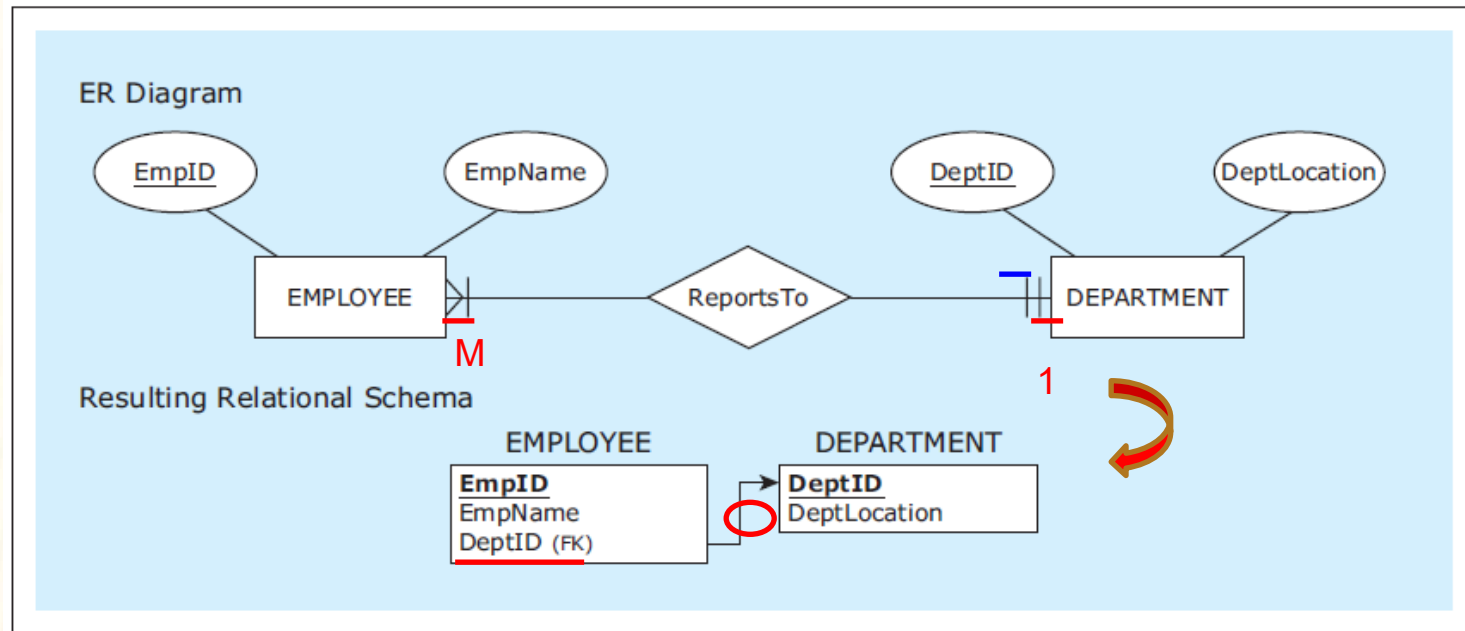 ER Diagram
EmpID
EmpName
DeptID
DeptLocation
EMPLOYEE
ReportsTo
DEPARTMENT
M
1
Resulting Relational Schema
EMPLOYEE
EmpID
EmpName
DeptID (FK)
DEPARTMENT
DeptID
DeptLocation